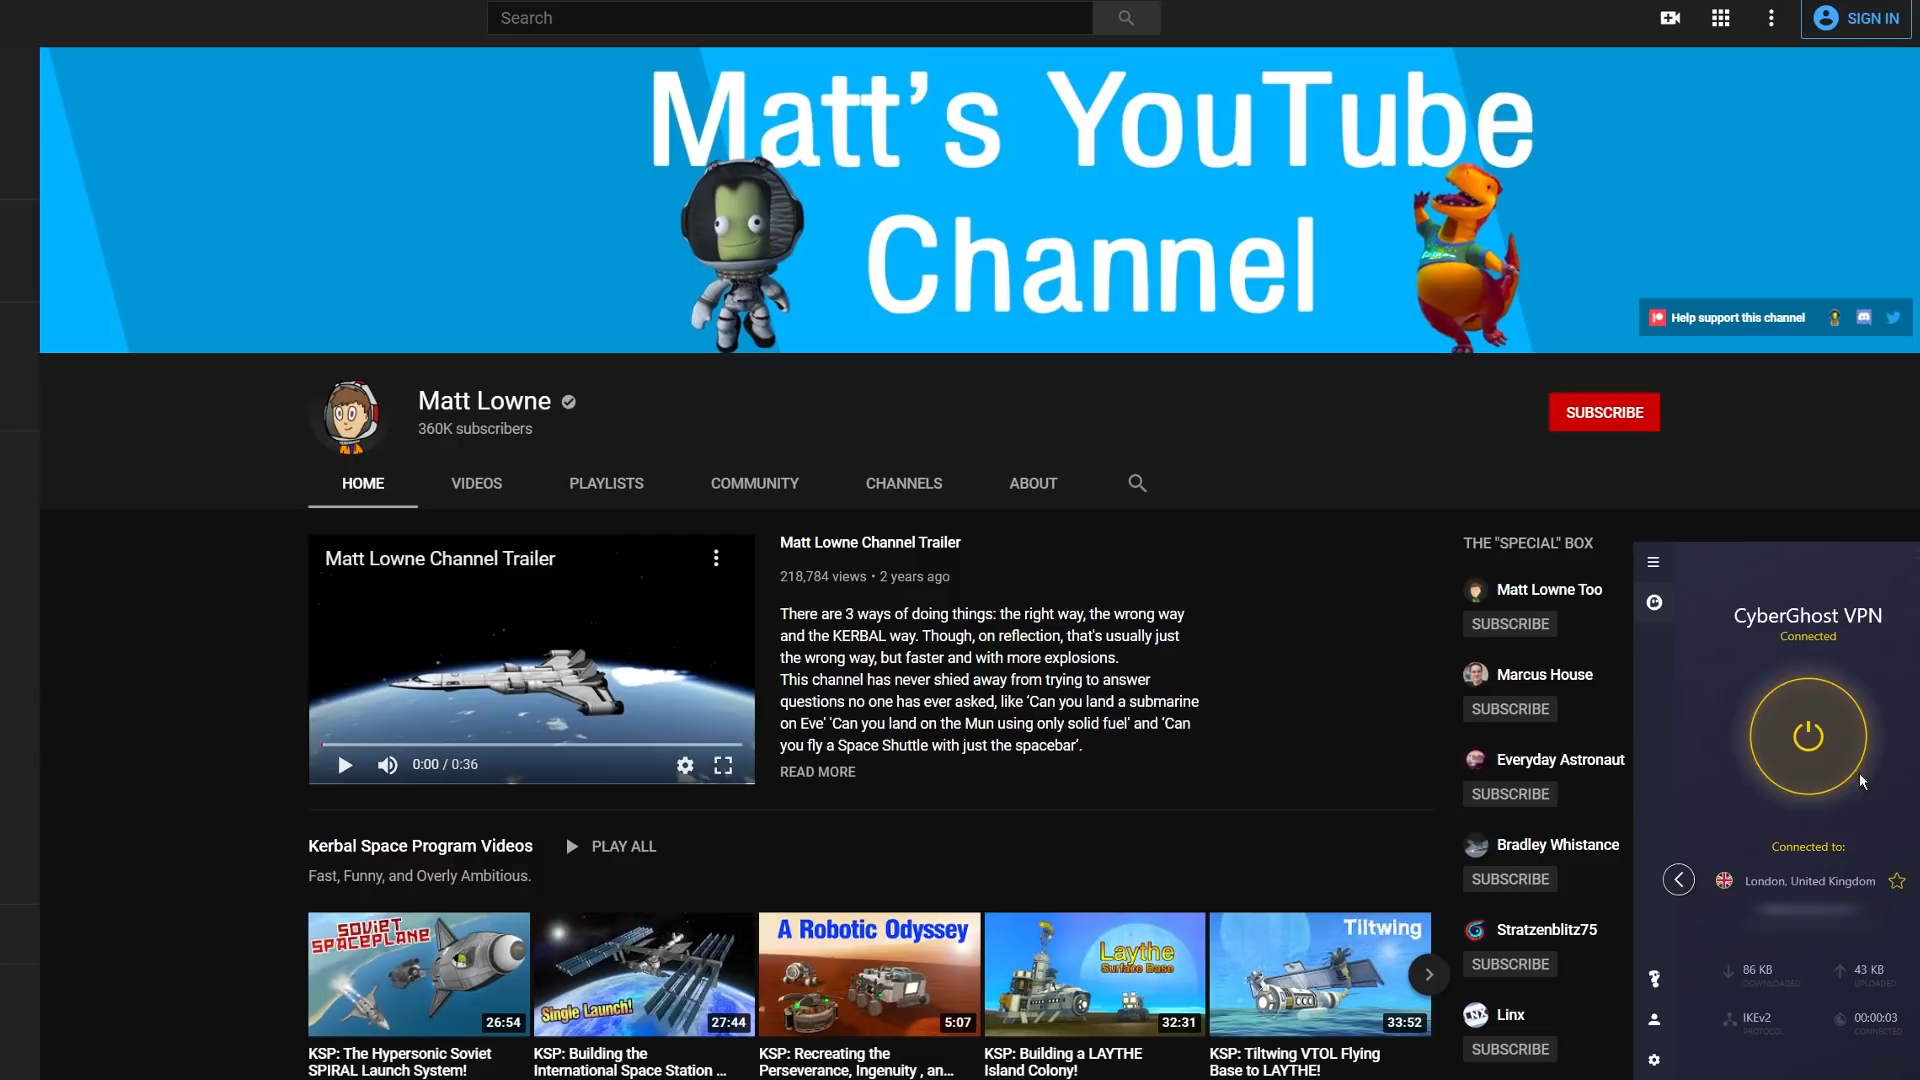 Search
SIGN IN
Matt's YouTube
Channel
Help support this channel
Matt Lowne
360K subscribers
SUBSCRIBE
HOME
VIDEOS
PLAYLISTS
COMMUNITY
CHANNELS
ABOUT
Matt Lowne Channel Trailer
0:00 / 0:36
Matt Lowne Channel Trailer
218,784 views • 2 years ago
There are 3 ways of doing things: the right way, the wrong way
and the KERBAL way. Though, on reflection, that's usually just
the wrong way, but faster and with more explosions.
This channel has never shied away from trying to answer
questions no one has ever asked, like 'Can you land a submarine
on Eve' 'Can you land on the Mun using only solid fuel' and 'Can
you fly a Space Shuttle with just the spacebar'.
READ MORE
THE "SPECIAL" BOX
Matt Lowne Too
SUBSCRIBE
Marcus House
SUBSCRIBE
Everyday Astronaut
SUBSCRIBE
Bradley Whistance
SUBSCRIBE
Stratzenblitz75
SUBSCRIBE
Linx
SUBSCRIBE
CyberGhost VPN
Connected
Connected to:
London, United Kingdom
86 KB
DOWNLOADED
43 KB
UPLOADED
IKEv2
PROTOCOL
00:00:03
CONNECTED
Kerbal Space Program Videos
PLAY ALL
Fast, Funny, and Overly Ambitious.
SOVIET
SPACEPLANE
26:54
KSP: The Hypersonic Soviet
SPIRAL Launch System!
Single Launch!
27:44
KSP: Building the
International Space Station ...
A Robotic Odyssey
5:07
KSP: Recreating the
Perseverance, Ingenuity , an...
Laythe
Surface Base
32:31
KSP: Building a LAYTHE
Island Colony!
Tiltwing
33:52
KSP: Tiltwing VTOL Flying
Base to LAYTHE!